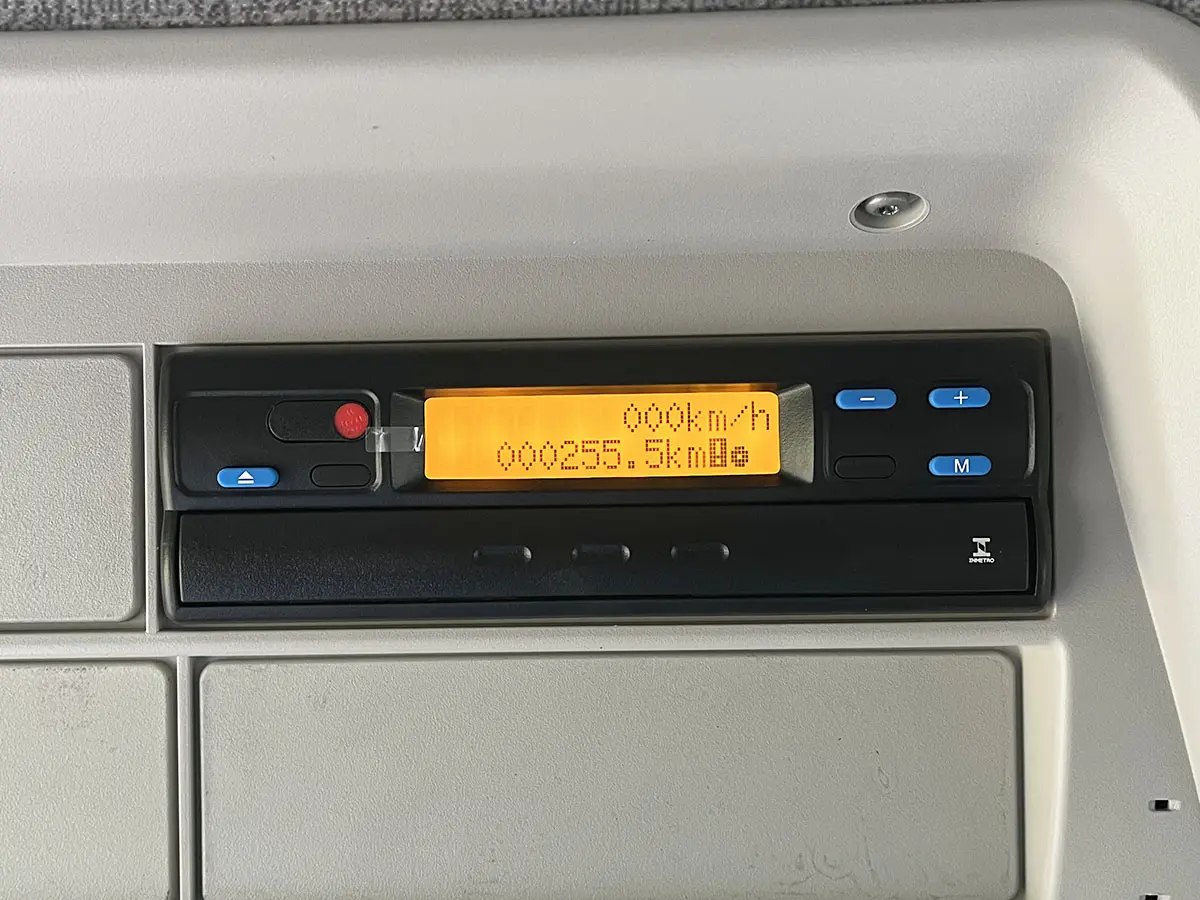 000km/h
000255.5km
−
+
M
INMETRO